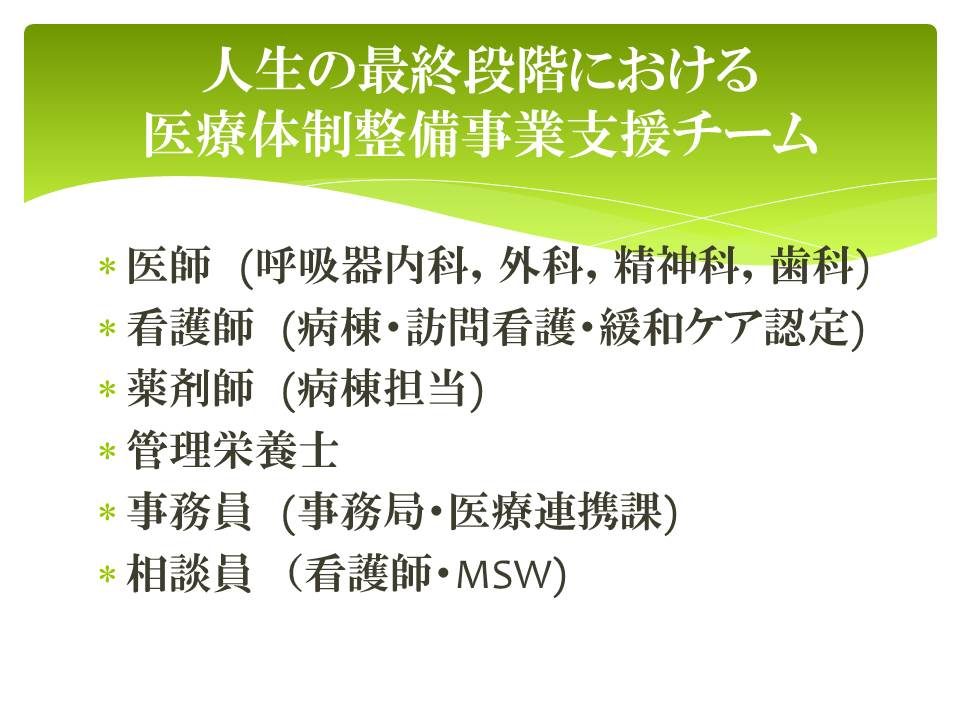 人生の最終段階における
医療体制整備事業支援チーム
* 医師 (呼吸器内科, 外科, 精神科, 歯科)
* 看護師 (病棟・訪問看護・緩和ケア認定)
* 薬剤師 (病棟担当)
* 管理栄養士
* 事務員 (事務局・医療連携課)
* 相談員 （看護師・MSW)